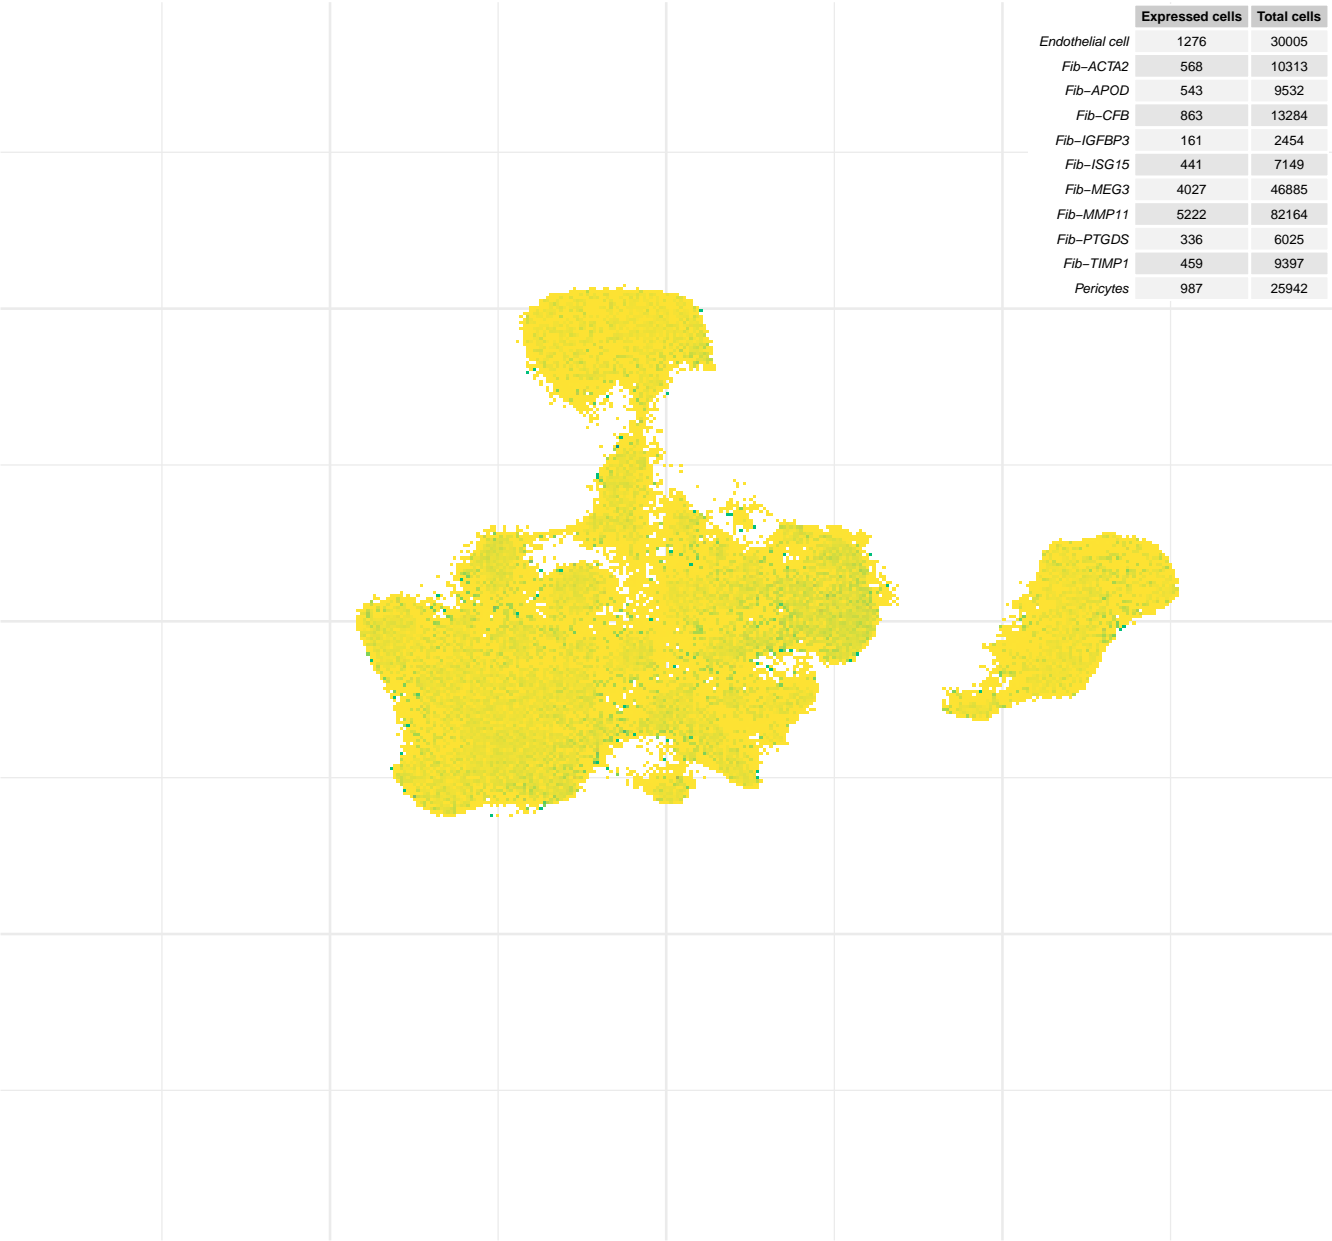 Expressed cells Total cells
Endothelial cell 1276 30005
Fib−ACTA2 568 10313
Fib−APOD 543 9532
Fib−CFB 863 13284
Fib−IGFBP3 161 2454
Fib−ISG15 441 7149
Fib−MEG3 4027 46885
Fib−MMP11 5222 82164
Fib−PTGDS 336 6025
Fib−TIMP1 459 9397
Pericytes 987 25942